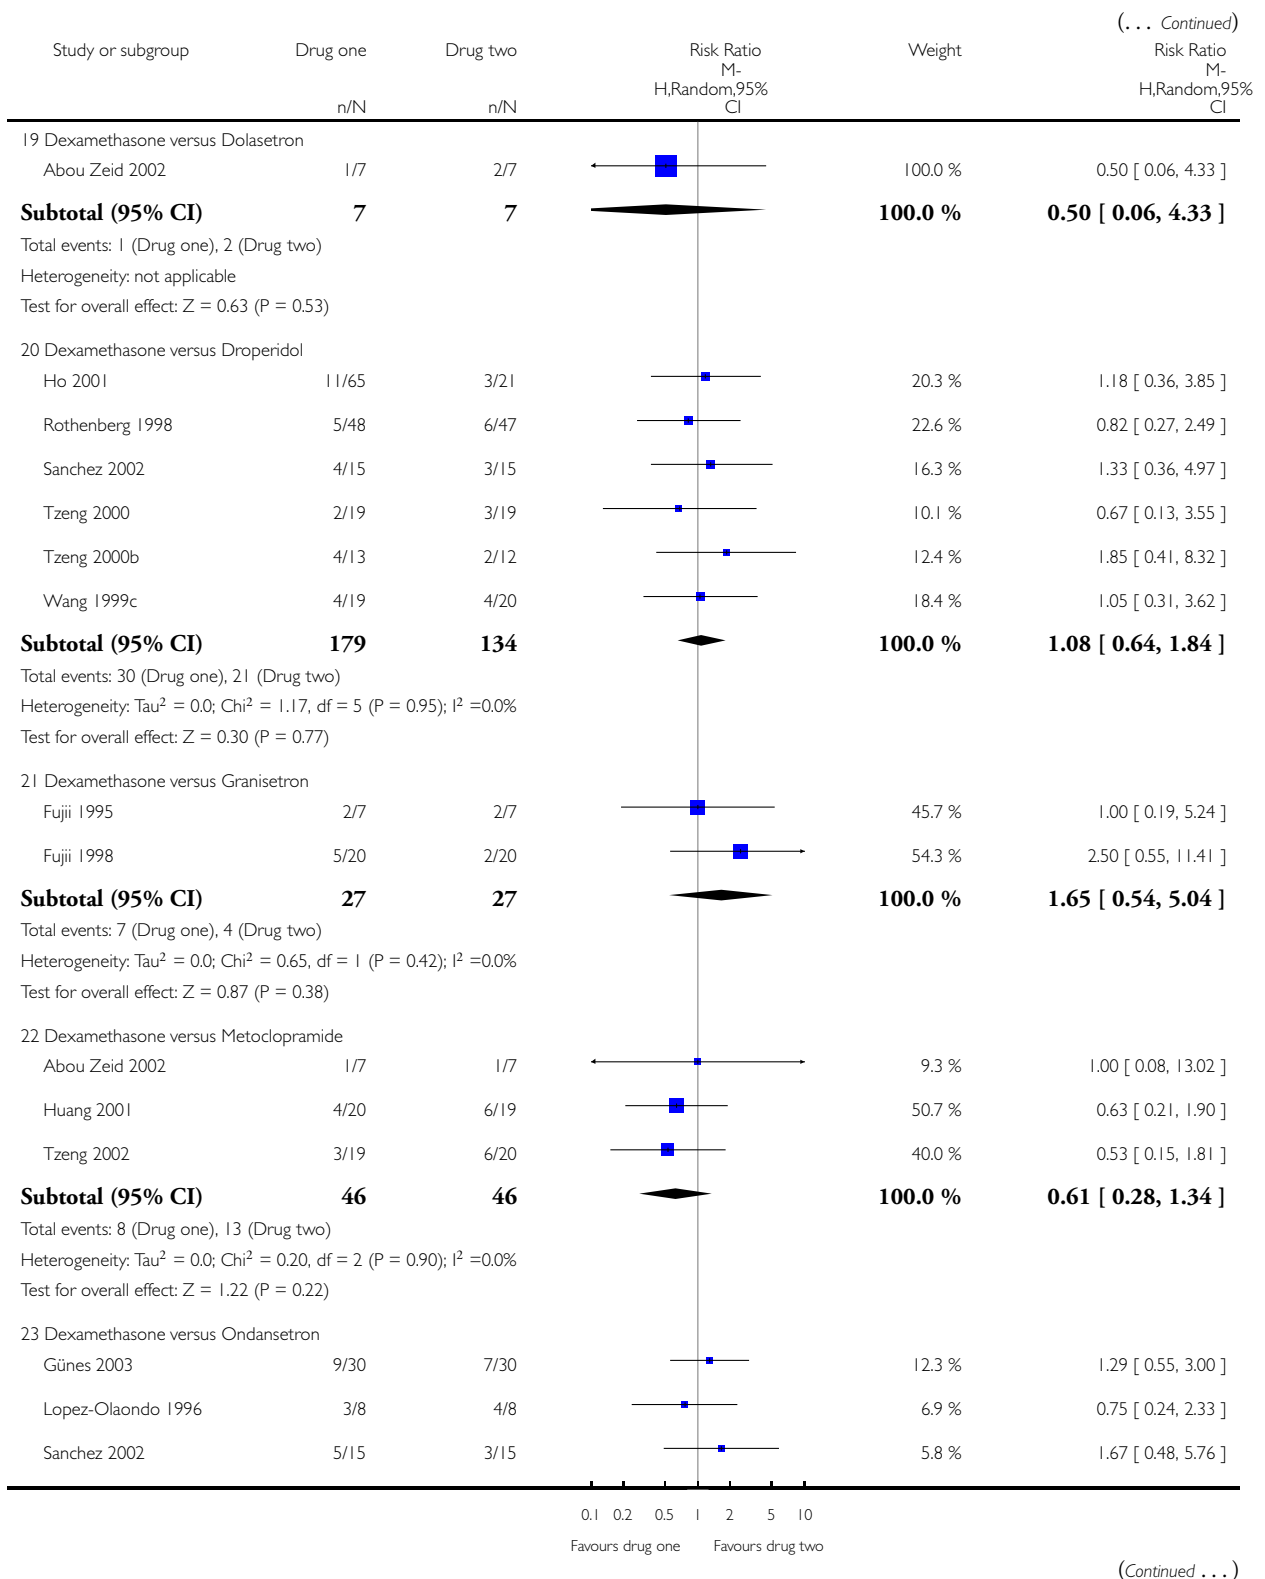 (... Continued)
Study or subgroup Drug one Drug two Risk Ratio Weight Risk Ratio
M- M-
H,Random,95% H,Random,95%
n/N n/N CI CI
19 Dexamethasone versus Dolasetron
Abou Zeid 2002 1/7 2/7 100.0 % 0.50 [ 0.06, 4.33 ]
Subtotal (95% CI) 7 7 100.0 % 0.50 [ 0.06, 4.33 ]
Total events: 1 (Drug one), 2 (Drug two)
Heterogeneity: not applicable
Test for overall effect: Z = 0.63 (P = 0.53)
20 Dexamethasone versus Droperidol
Ho 2001 11/65 3/21 20.3 % 1.18 [ 0.36, 3.85 ]
Rothenberg 1998 5/48 6/47 22.6 % 0.82 [ 0.27, 2.49 ]
Sanchez 2002 4/15 3/15 16.3 % 1.33 [ 0.36, 4.97 ]
Tzeng 2000 2/19 3/19 10.1 % 0.67 [ 0.13, 3.55 ]
Tzeng 2000b 4/13 2/12 12.4 % 1.85 [ 0.41, 8.32 ]
Wang 1999c 4/19 4/20 18.4 % 1.05 [ 0.31, 3.62 ]
Subtotal (95% CI) 179 134 100.0 % 1.08 [ 0.64, 1.84 ]
Total events: 30 (Drug one), 21 (Drug two)
Heterogeneity: Tau² = 0.0; Chi² = 1.17, df = 5 (P = 0.95); I² =0.0%
Test for overall effect: Z = 0.30 (P = 0.77)
21 Dexamethasone versus Granisetron
Fujii 1995 2/7 2/7 45.7 % 1.00 [ 0.19, 5.24 ]
Fujii 1998 5/20 2/20 54.3 % 2.50 [ 0.55, 11.41 ]
Subtotal (95% CI) 27 27 100.0 % 1.65 [ 0.54, 5.04 ]
Total events: 7 (Drug one), 4 (Drug two)
Heterogeneity: Tau² = 0.0; Chi² = 0.65, df = 1 (P = 0.42); I² =0.0%
Test for overall effect: Z = 0.87 (P = 0.38)
22 Dexamethasone versus Metoclopramide
Abou Zeid 2002 1/7 1/7 9.3 % 1.00 [ 0.08, 13.02 ]
Huang 2001 4/20 6/19 50.7 % 0.63 [ 0.21, 1.90 ]
Tzeng 2002 3/19 6/20 40.0 % 0.53 [ 0.15, 1.81 ]
Subtotal (95% CI) 46 46 100.0 % 0.61 [ 0.28, 1.34 ]
Total events: 8 (Drug one), 13 (Drug two)
Heterogeneity: Tau² = 0.0; Chi² = 0.20, df = 2 (P = 0.90); I² =0.0%
Test for overall effect: Z = 1.22 (P = 0.22)
23 Dexamethasone versus Ondansetron
Günes 2003 9/30 7/30 12.3 % 1.29 [ 0.55, 3.00 ]
Lopez-Olaondo 1996 3/8 4/8 6.9 % 0.75 [ 0.24, 2.33 ]
Sanchez 2002 5/15 3/15 5.8 % 1.67 [ 0.48, 5.76 ]
0.1 0.2 0.5 1 2 5 10
Favours drug one Favours drug two
(Continued ...)